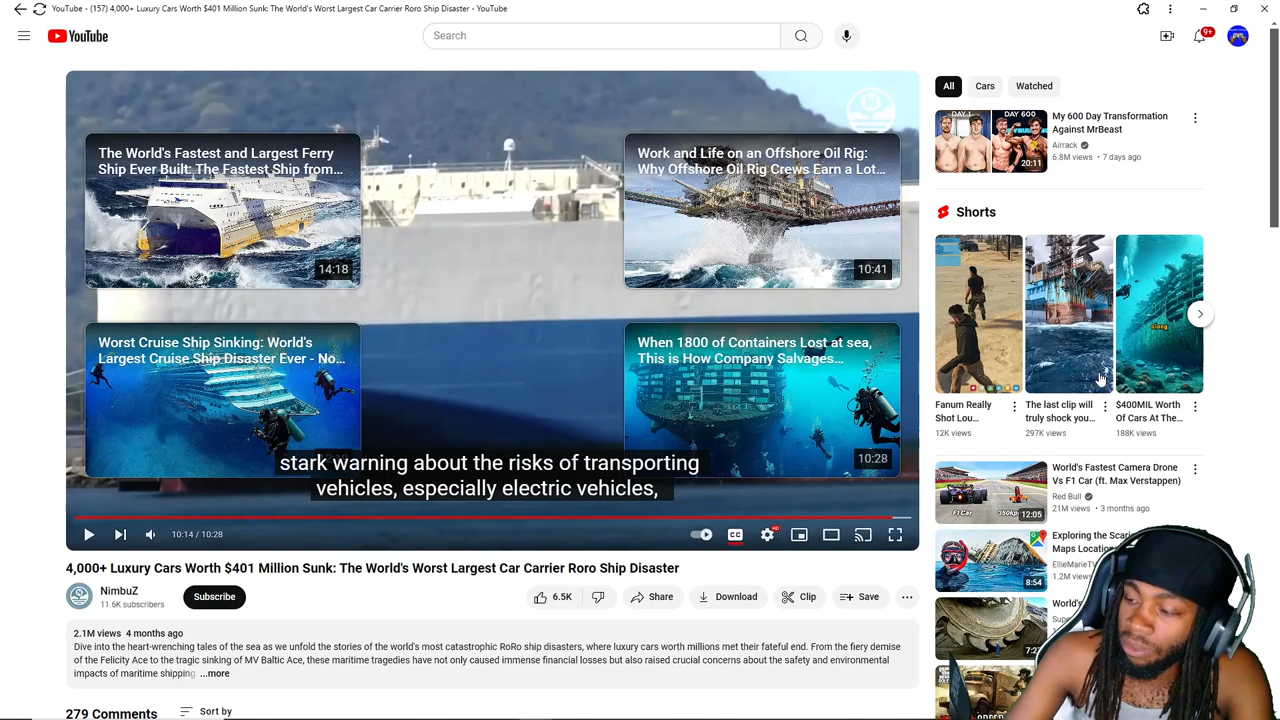 YouTube - (157) 4,000+ Luxury Cars Worth $401 Million Sunk: The World's Worst Largest Car Carrier Roro Ship Disaster - YouTube
YouTube
Search
9+
The World's Fastest and Largest Ferry
Ship Ever Built: The Fastest Ship from...
14:18
Work and Life on an Offshore Oil Rig:
Why Offshore Oil Rig Crews Earn a Lot...
10:41
Worst Cruise Ship Sinking: World's
Largest Cruise Ship Disaster Ever - No...
When 1800 of Containers Lost at sea,
This is How Company Salvages...
10:28
stark warning about the risks of transporting
vehicles, especially electric vehicles,
10:14 / 10:28
CC
HD
4,000+ Luxury Cars Worth $401 Million Sunk: The World's Worst Largest Car Carrier Roro Ship Disaster
NimbuZ
11.6K subscribers
Subscribe
6.5K
Share
Download
Clip
Save
2.1M views 4 months ago
Dive into the heart-wrenching tales of the sea as we unfold the stories of the world's most catastrophic RoRo ship disasters, where luxury cars worth millions met their fateful end. From the fiery demise
of the Felicity Ace to the tragic sinking of MV Baltic Ace, these maritime tragedies have not only caused immense financial losses but also raised crucial concerns about the safety and environmental
impacts of maritime shipping. ...more
279 Comments
Sort by
All
Cars
Watched
DAY 1
DAY 600
20:11
My 600 Day Transformation
Against MrBeast
Airrack
6.8M views • 7 days ago
Shorts
along
Fanum Really
Shot Lou...
12K views
The last clip will
truly shock you...
297K views
$400MIL Worth
Of Cars At The...
188K views
F1 CAR
350kph
12:05
World's Fastest Camera Drone
Vs F1 Car (ft. Max Verstappen)
Red Bull
21M views • 3 months ago
8:54
Exploring the Scari
Maps Location
EllieMarieTV
1.2M views
7:27
World's